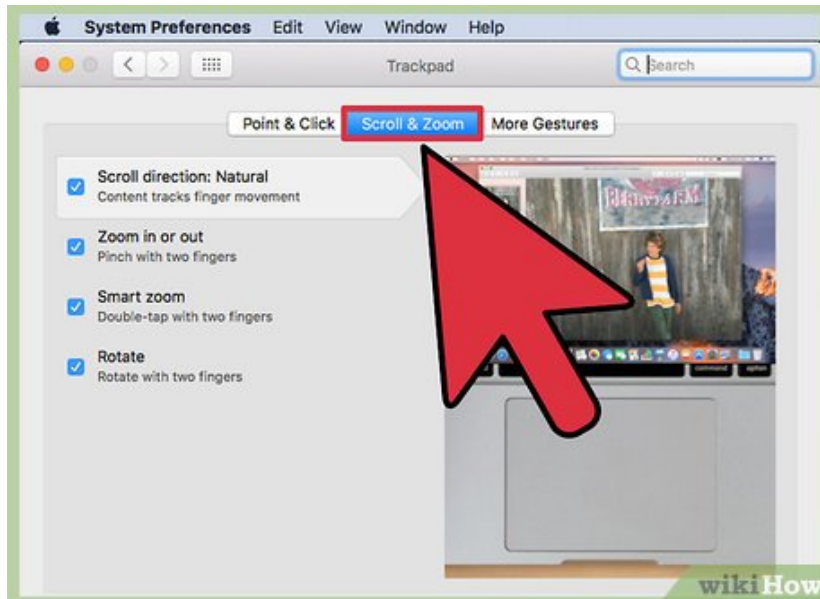 System Preferences Edit View Window Help
Trackpad
Search
Point & Click Scroll & Zoom More Gestures
Scroll direction: Natural
Content tracks finger movement
Zoom in or out
Pinch with two fingers
Smart zoom
Double-tap with two fingers
Rotate
Rotate with two fingers
command option
wikiHow